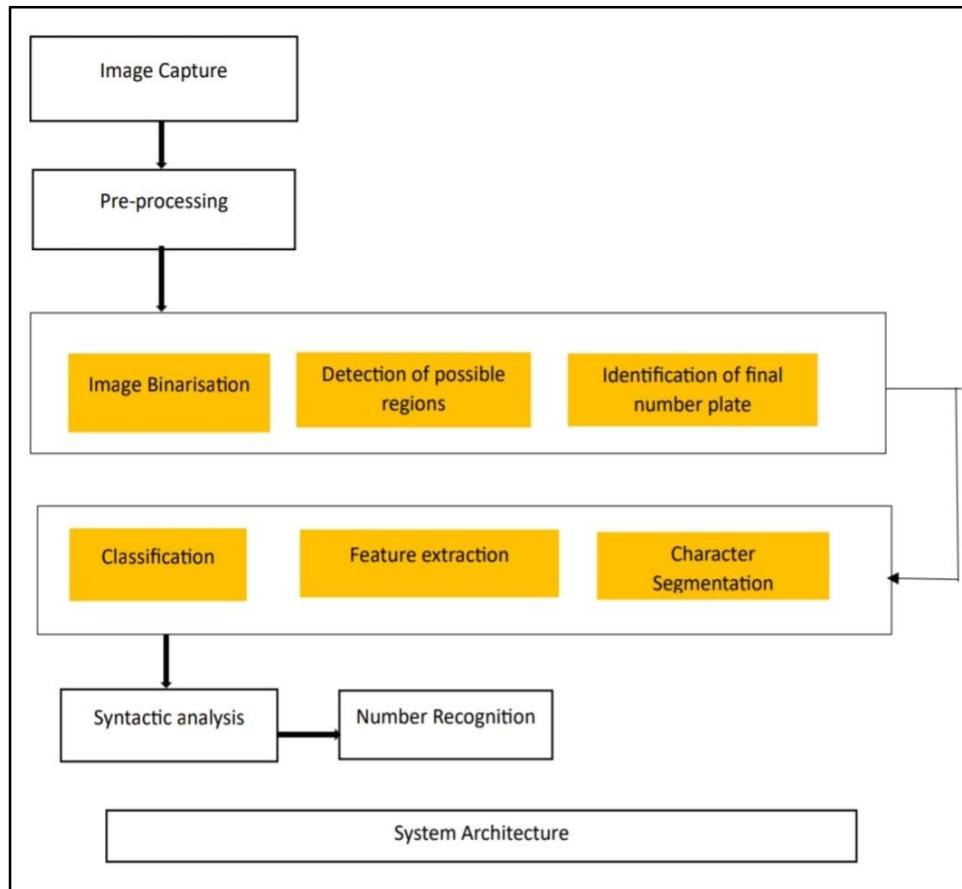 Image Capture
Pre-processing
Image Binarisation
Detection of possible
regions
Identification of final
number plate
Classification
Feature extraction
Character
Segmentation
Syntactic analysis
Number Recognition
System Architecture